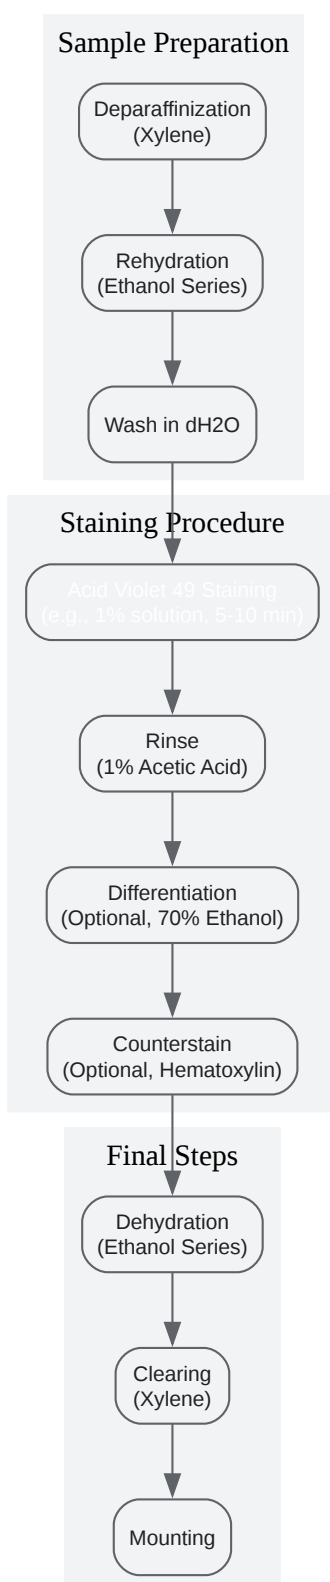 Sample Preparation
Deparaffinization
(Xylene)
Rehydration
(Ethanol Series)
Wash in dH2O
Staining Procedure
Acid Violet 49 Staining
(e.g., 1% solution, 5-10 min)
Rinse
(1% Acetic Acid)
Differentiation
(Optional, 70% Ethanol)
Counterstain
(Optional, Hematoxylin)
Final Steps
Dehydration
(Ethanol Series)
Clearing
(Xylene)
Mounting